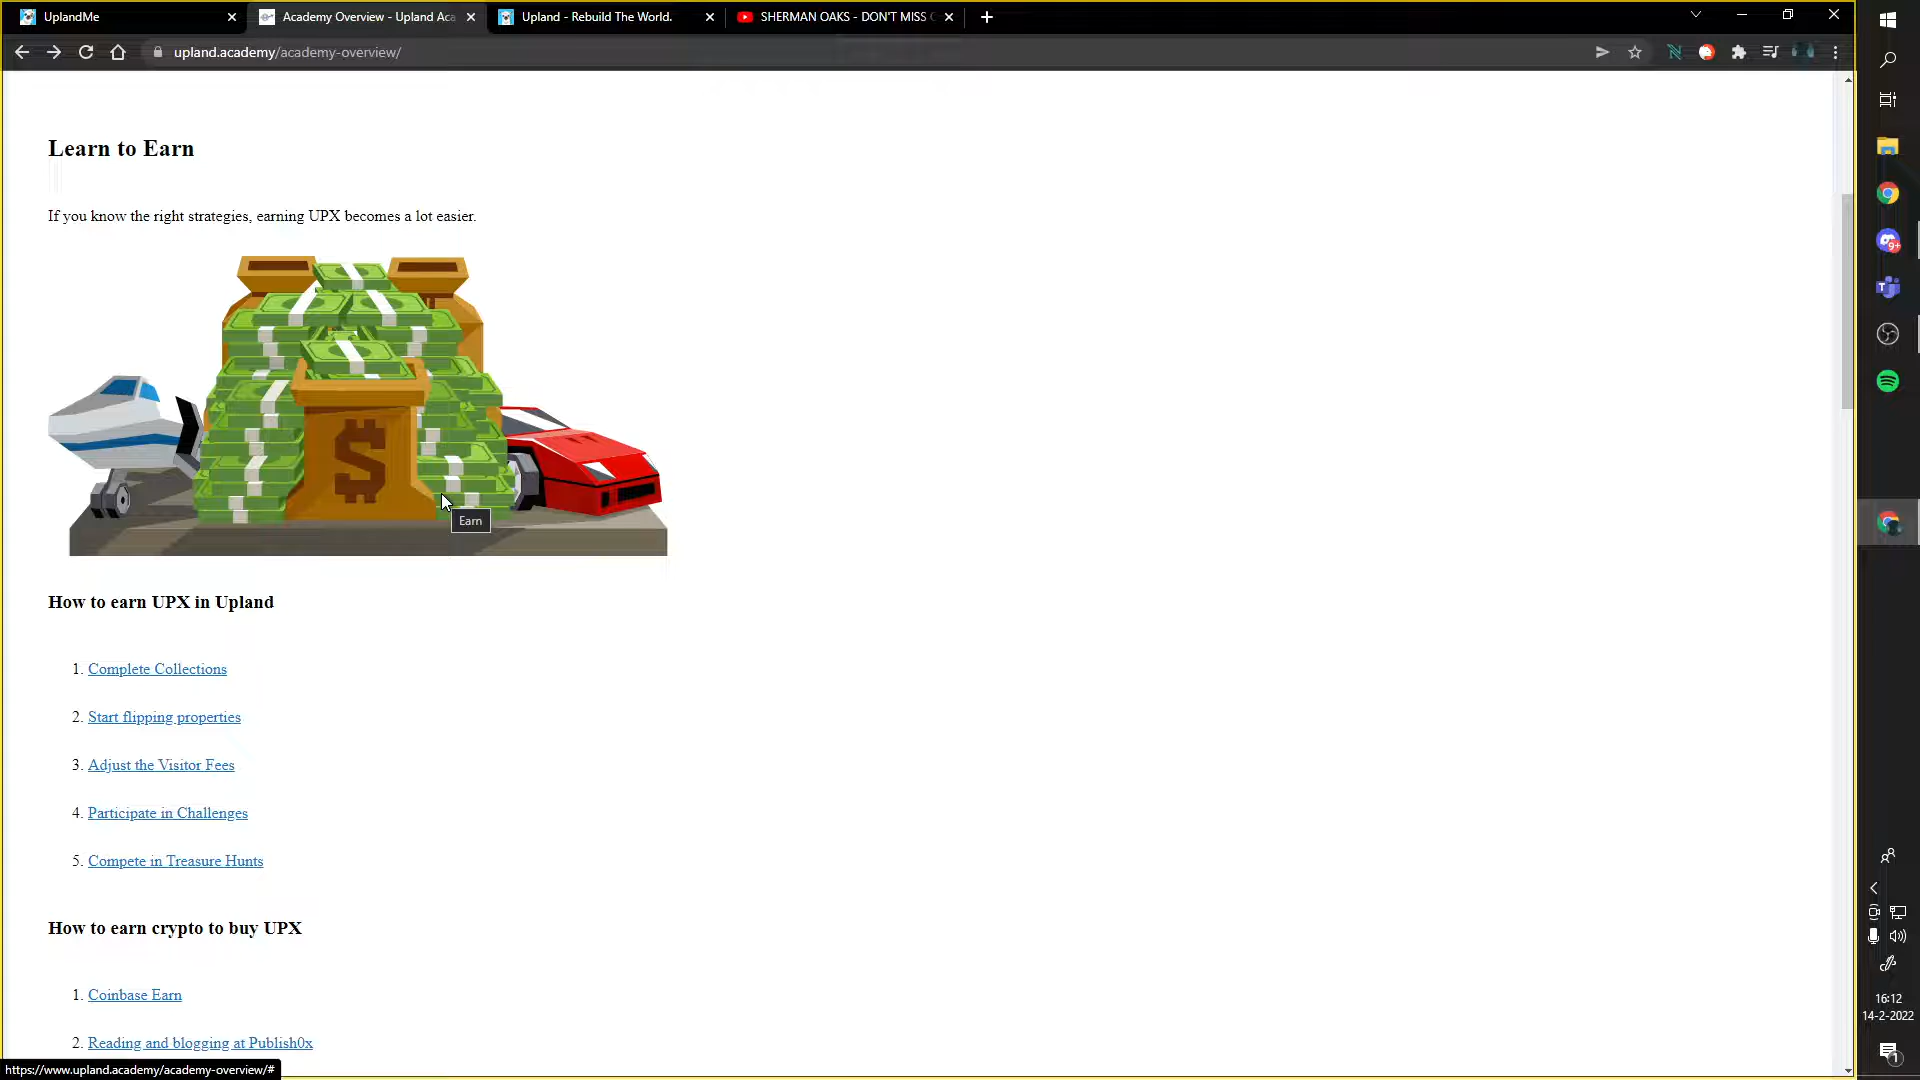 UplandMe
Academy Overview - Upland Aca
Upland - Rebuild The World.
SHERMAN OAKS - DON'T MISS
upland.academy/academy-overview/
Learn to Earn
If you know the right strategies, earning UPX becomes a lot easier.
$
Earn
How to earn UPX in Upland
1. Complete Collections
2. Start flipping properties
3. Adjust the Visitor Fees
4. Participate in Challenges
5. Compete in Treasure Hunts
How to earn crypto to buy UPX
1. Coinbase Earn
2. Reading and blogging at Publish0x
https://www.upland.academy/academy-overview/#
9+
16:12
14-2-2022
1